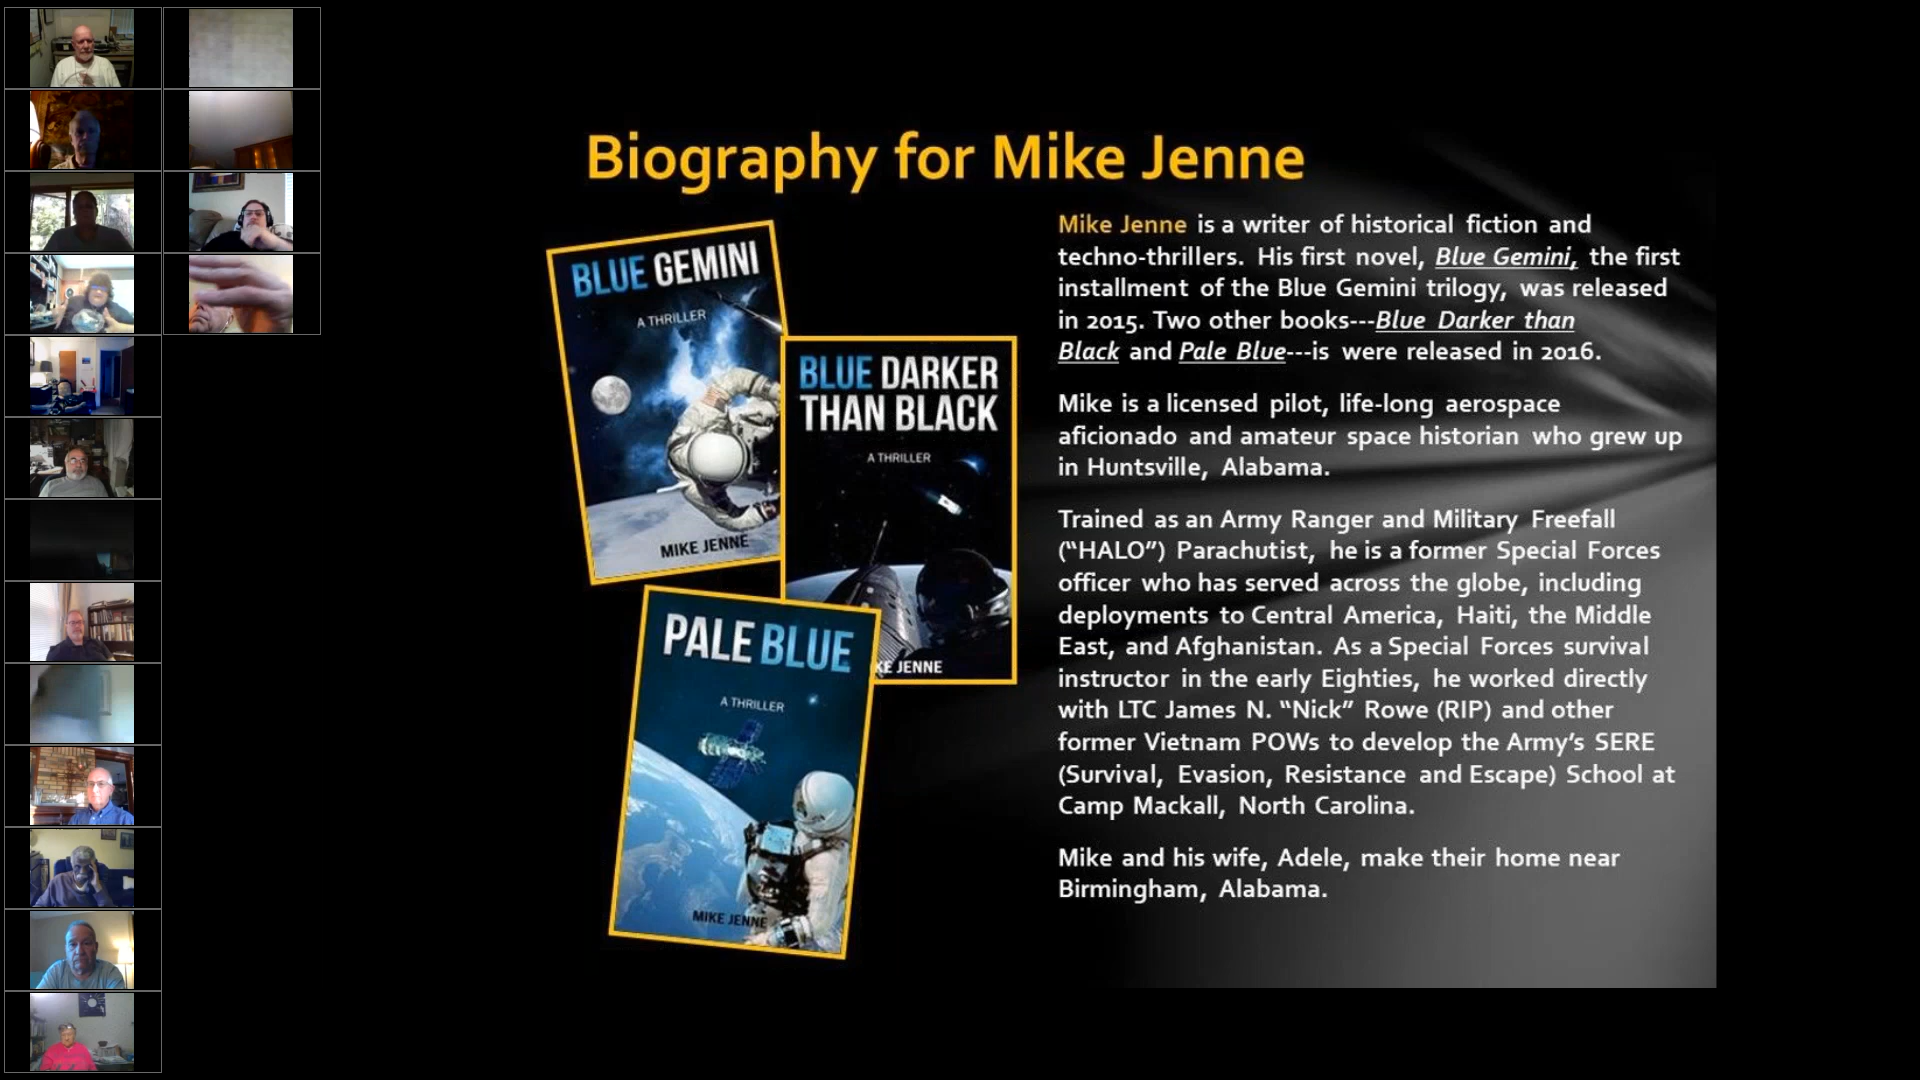 Biography for Mike Jenne
BLUE GEMINI
A THRILLER
MIKE JENNE
BLUE DARKER
THAN BLACK
A THRILLER
KE JENNE
PALE BLUE
A THRILLER
MIKE JENNE
Mike Jenne is a writer of historical fiction and
techno-thrillers. His first novel, Blue Gemini, the first
installment of the Blue Gemini trilogy, was released
in 2015. Two other books---Blue Darker than
Black and Pale Blue---is were released in 2016.
Mike is a licensed pilot, life-long aerospace
aficionado and amateur space historian who grew up
in Huntsville, Alabama.
Trained as an Army Ranger and Military Freefall
(“HALO”) Parachutist, he is a former Special Forces
officer who has served across the globe, including
deployments to Central America, Haiti, the Middle
East, and Afghanistan. As a Special Forces survival
instructor in the early Eighties, he worked directly
with LTC James N. “Nick” Rowe (RIP) and other
former Vietnam POWs to develop the Army’s SERE
(Survival, Evasion, Resistance and Escape) School at
Camp Mackall, North Carolina.
Mike and his wife, Adele, make their home near
Birmingham, Alabama.